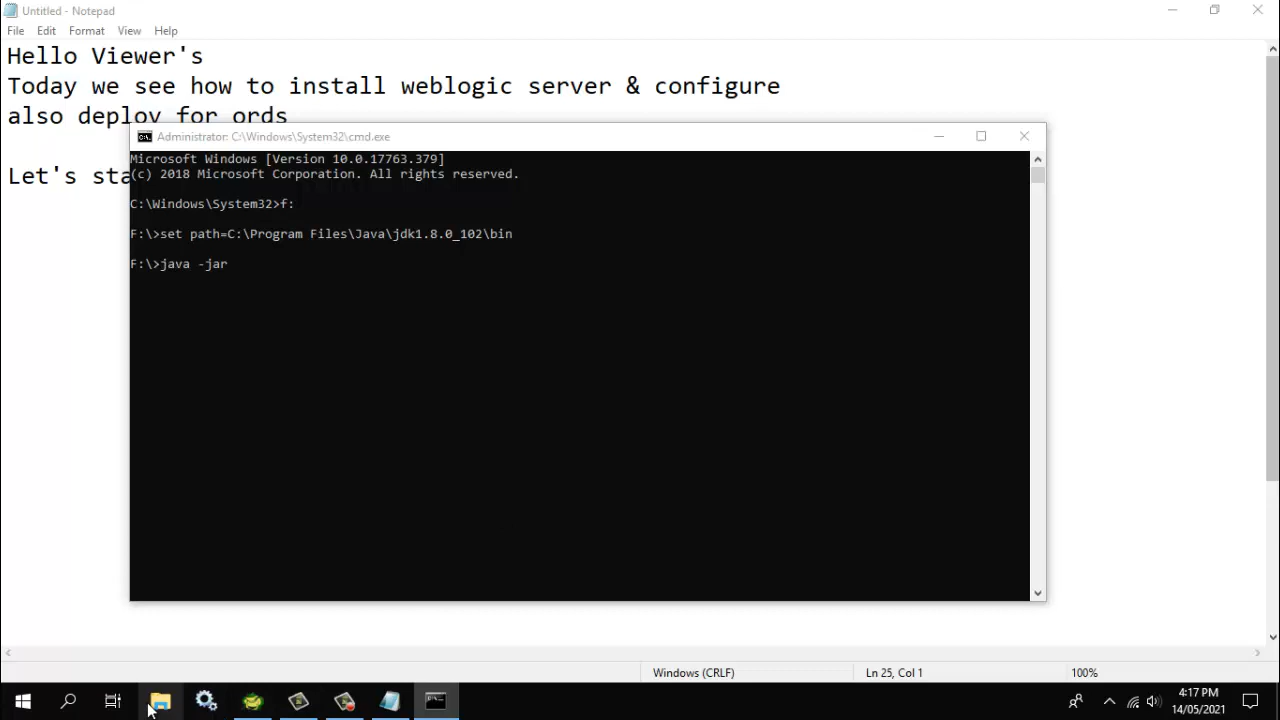 Untitled - Notepad
File Edit Format View Help
Hello Viewer's
Today we see how to install weblogic server & configure
also deploy for ords
Let's sta
Administrator: C:\Windows\System32\cmd.exe
Microsoft Windows [Version 10.0.17763.379]
(c) 2018 Microsoft Corporation. All rights reserved.
C:\Windows\System32>f:
F:\>set path=C:\Program Files\Java\jdk1.8.0_102\bin
F:\>java -jar
Windows (CRLF) Ln 25, Col 1 100%
4:17 PM
14/05/2021